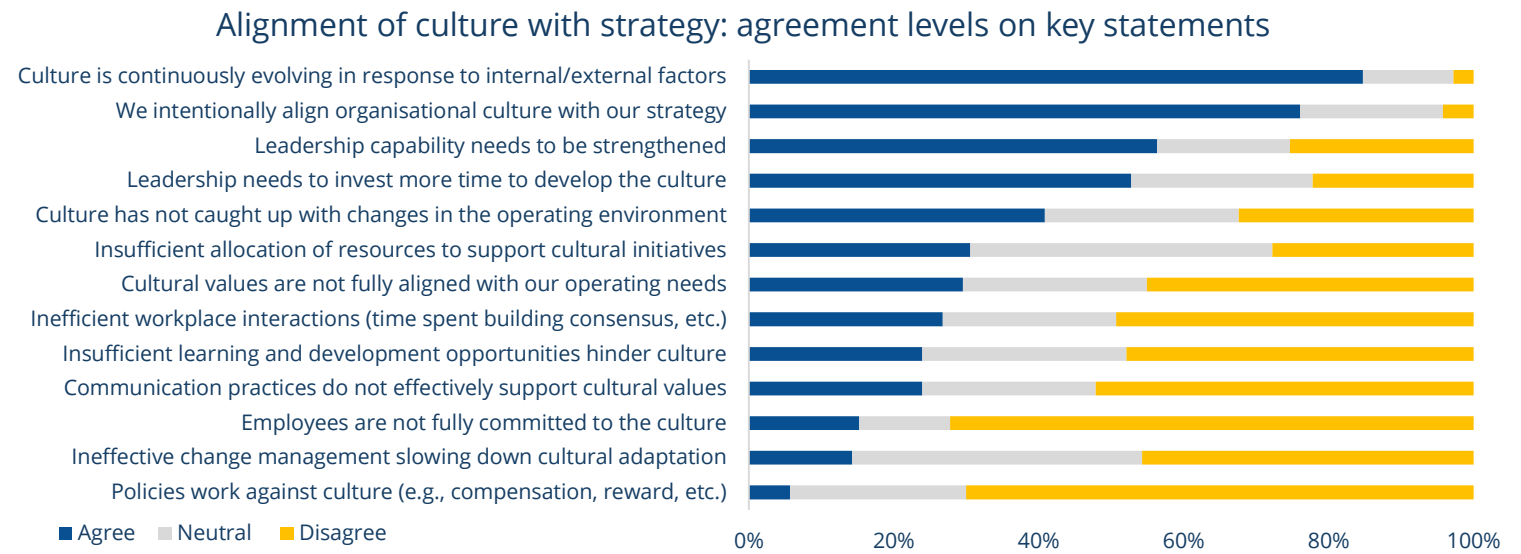 Alignment of culture with strategy: agreement levels on key statements
Culture is continuously evolving in response to internal/external factors
We intentionally align organisational culture with our strategy
Leadership capability needs to be strengthened
Leadership needs to invest more time to develop the culture
Culture has not caught up with changes in the operating environment
Insufficient allocation of resources to support cultural initiatives
Cultural values are not fully aligned with our operating needs
Inefficient workplace interactions (time spent building consensus, etc.)
Insufficient learning and development opportunities hinder culture
Communication practices do not effectively support cultural values
Employees are not fully committed to the culture
Ineffective change management slowing down cultural adaptation
Policies work against culture (e.g., compensation, reward, etc.)
Agree Neutral Disagree
0% 20% 40% 60% 80% 100%